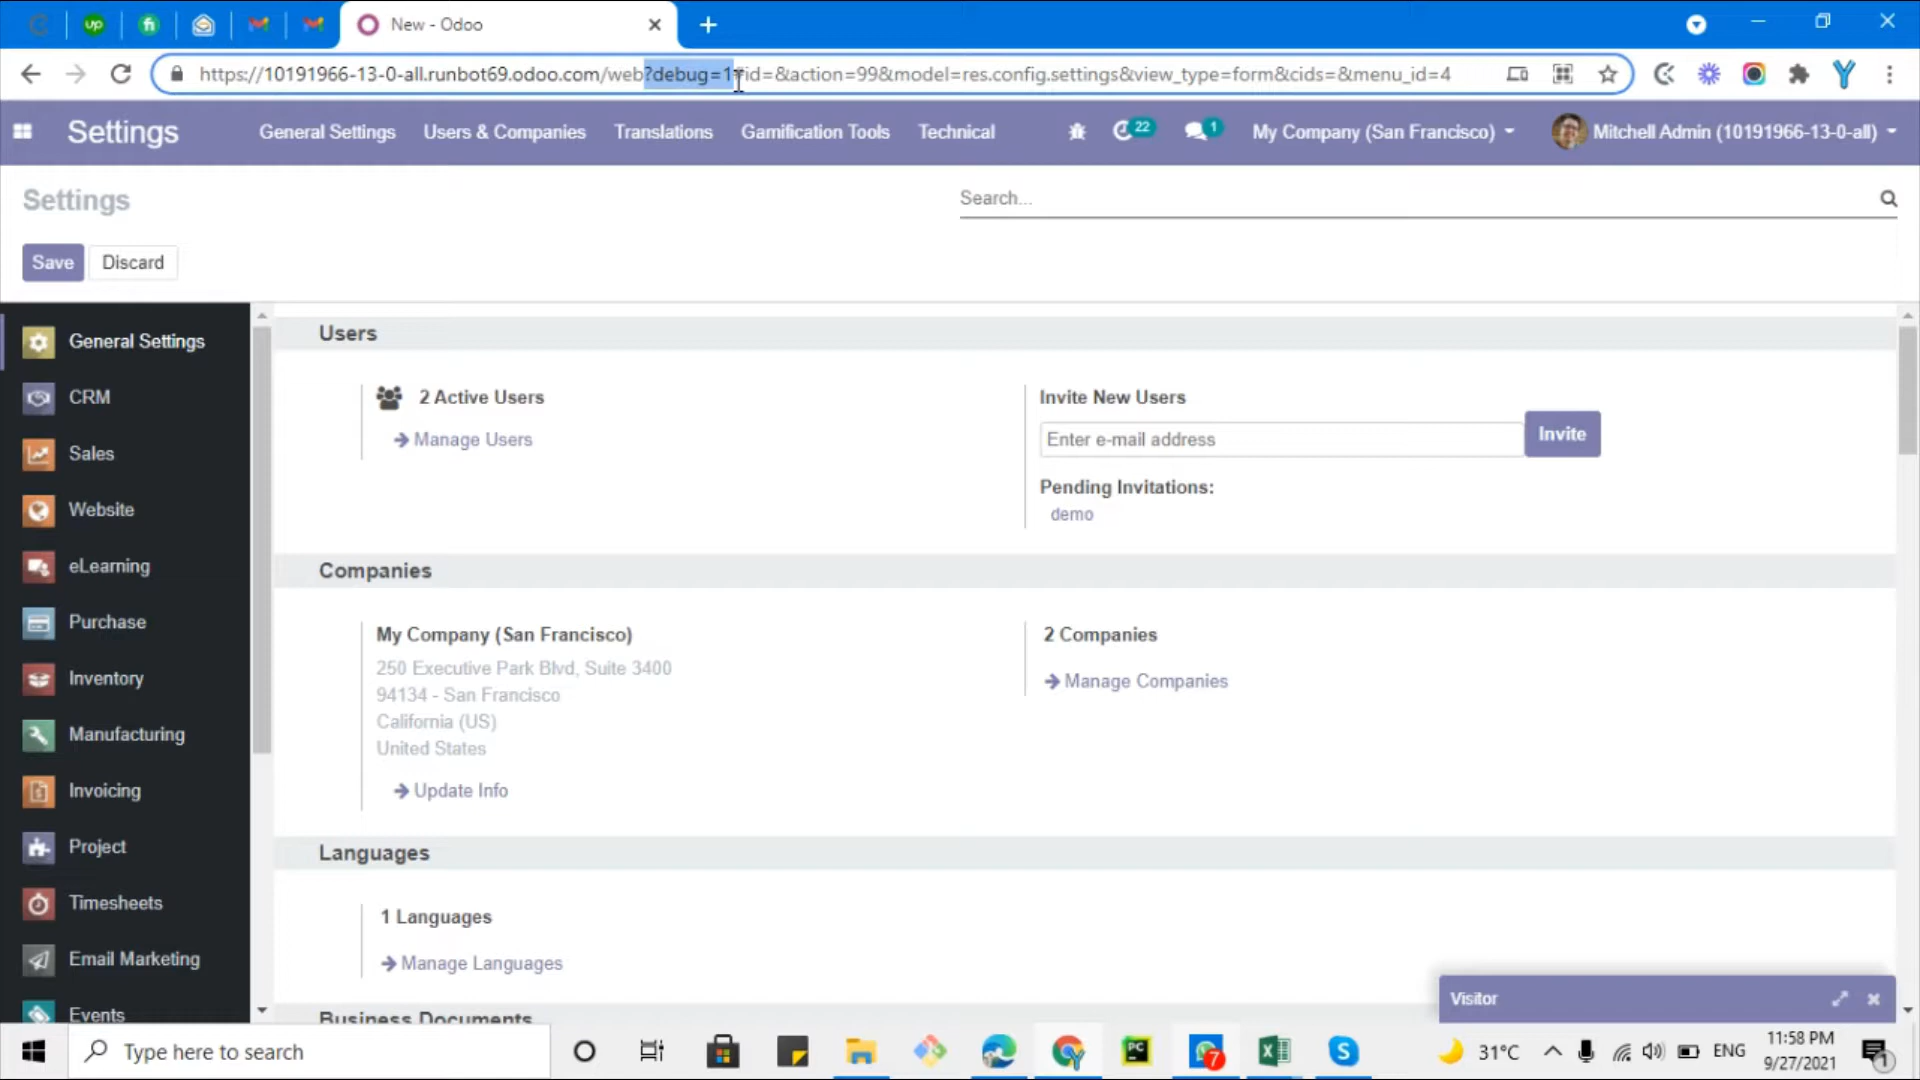 New - Odoo
https://10191966-13-0-all.runbot69.odoo.com/web?debug=1#id=&action=99&model=res.config.settings&view_type=form&cids=&menu_id=4
Settings General Settings Users & Companies Translations Gamification Tools Technical 22 1 My Company (San Francisco) Mitchell Admin (10191966-13-0-all)
Settings Search...
Save Discard
General Settings
CRM
Sales
Website
eLearning
Purchase
Inventory
Manufacturing
Invoicing
Project
Timesheets
Email Marketing
Events
Users
2 Active Users
Manage Users
Invite New Users
Enter e-mail address Invite
Pending Invitations:
demo
Companies
My Company (San Francisco)
250 Executive Park Blvd, Suite 3400
94134 - San Francisco
California (US)
United States
Update Info
2 Companies
Manage Companies
Languages
1 Languages
Manage Languages
Business Documents
Visitor
Type here to search
PC
7
31°C
ENG
11:58 PM
9/27/2021
1